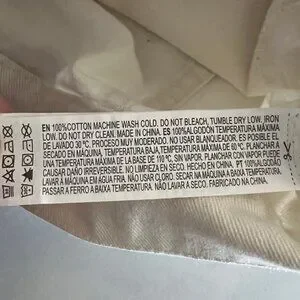 EN 100%COTTON MACHINE WASH COLD. DO NOT BLEACH, TUMBLE DRY LOW. IRON
LOW. DO NOT DRY CLEAN. MADE IN CHINA. ES 100%ALGODÓN TEMPERATURA MÁXIMA
DE LAVADO 30 ºC. PROCESO MUY MODERADO. NO USAR BLANQUEADOR. ES POSIBLE EL
SECADO EN MÁQUINA, TEMPERATURA BAJA,TEMPERATURA MÁXIMA DE 60 ºC. PLANCHAR A
UNA TEMPERATURA MÁXIMA DE LA BASE DE 110 ºC, SIN VAPOR. PLANCHAR CON VAPOR PUEDE
CAUSAR DAÑO IRREVERSIBLE. NO LIMPIEZA EN SECO. HECHO EN CHINA. PT 100%ALGODÃO
LAVAR À MÁQUINA EM ÁGUA FRIA. NÃO USAR CLORO. SECAR NA MÁQUINA NA BAIXA TEMPERATURA.
PASSAR A FERRO A BAIXA TEMPERATURA. NÃO LAVAR A SECO. FABRICADO NA CHINA.